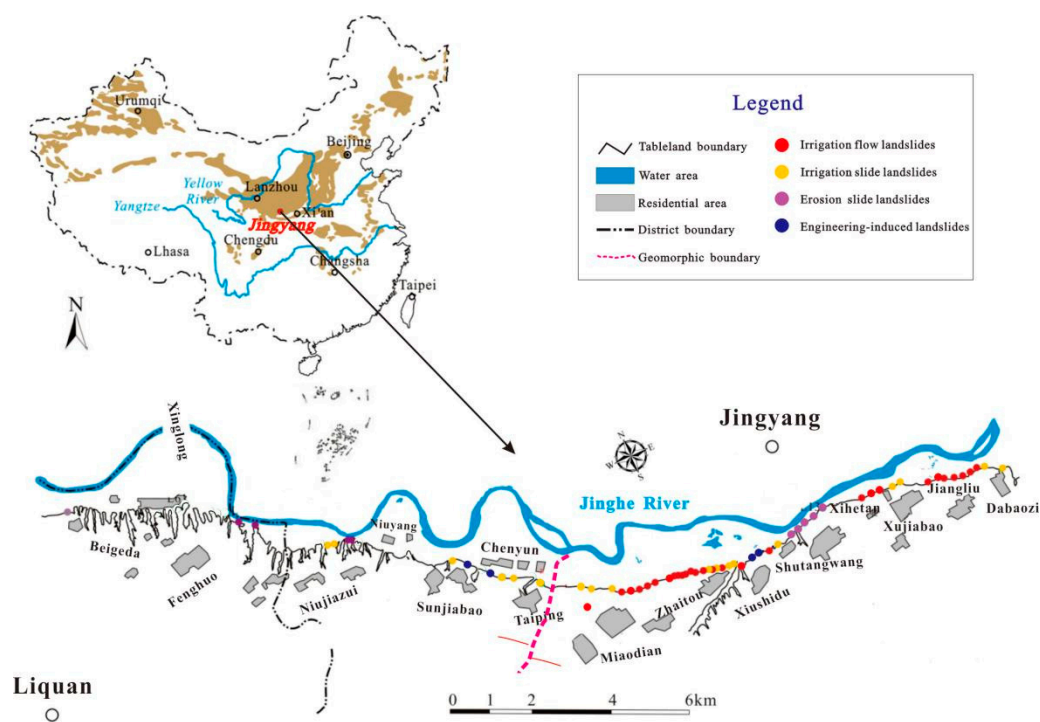 Urumqi
Beijing
Lanzhou
Yellow
River
Yangtze
Xi'an
Jingyang
Lhasa
Chengdu
Changsha
Taipei
N
Legend
Tableland boundary
Water area
Residential area
District boundary
Geomorphic boundary
Irrigation flow landslides
Irrigation slide landslides
Erosion slide landslides
Engineering-induced landslides
Xinglong
Jingyang
N
E
S
W
Jinghe River
Beigeda
Fenghuo
Niujiazui
Niuyang
Sunjiabao
Chenyun
Taiping
Miaodian
Zhaitou
Xiushidu
Shutangwang
Xihetan
Xujiabao
Jiangliu
Dabaozi
Liquan
0 1 2 4 6km